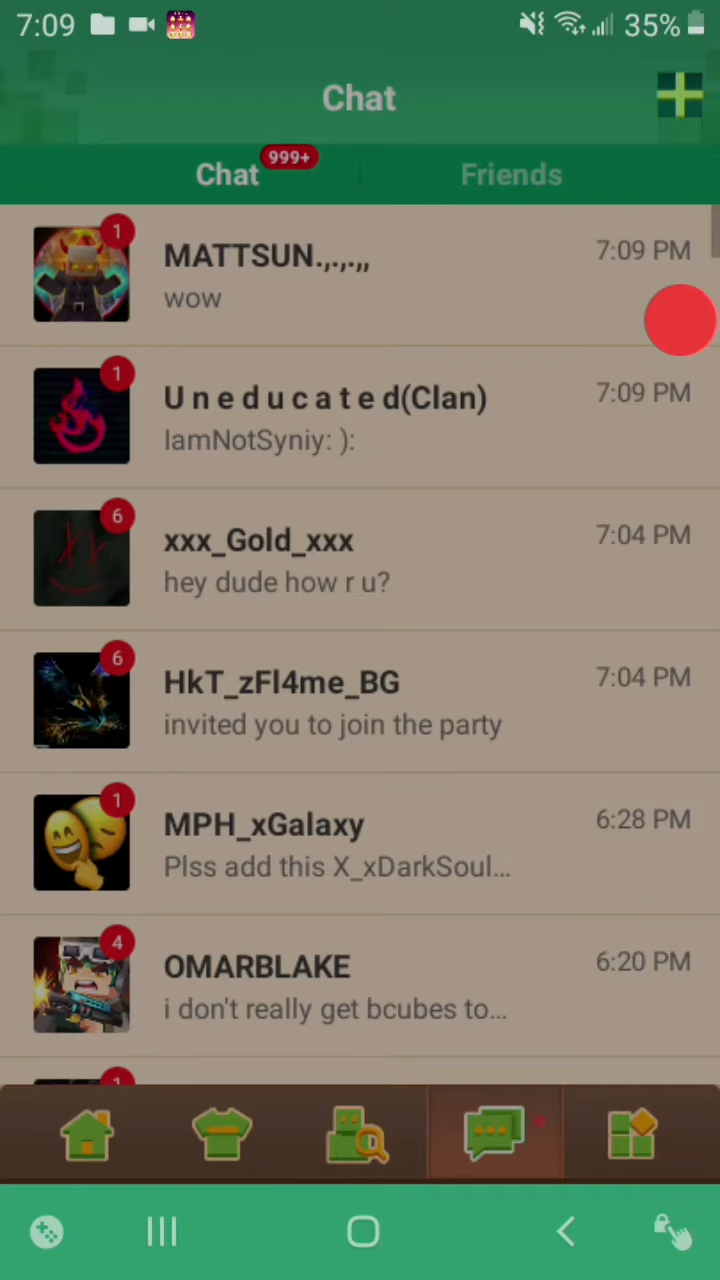 7:09 35%
Chat
Chat 999+ Friends
1
MATTSUN.,.,.,, 7:09 PM
wow
1
U n e d u c a t e d(Clan) 7:09 PM
IamNotSyniy: ):
6
xxx_Gold_xxx 7:04 PM
hey dude how r u?
6
HkT_zFl4me_BG 7:04 PM
invited you to join the party
1
MPH_xGalaxy 6:28 PM
Plss add this X_xDarkSoul...
4
OMARBLAKE 6:20 PM
i don't really get bcubes to...
1